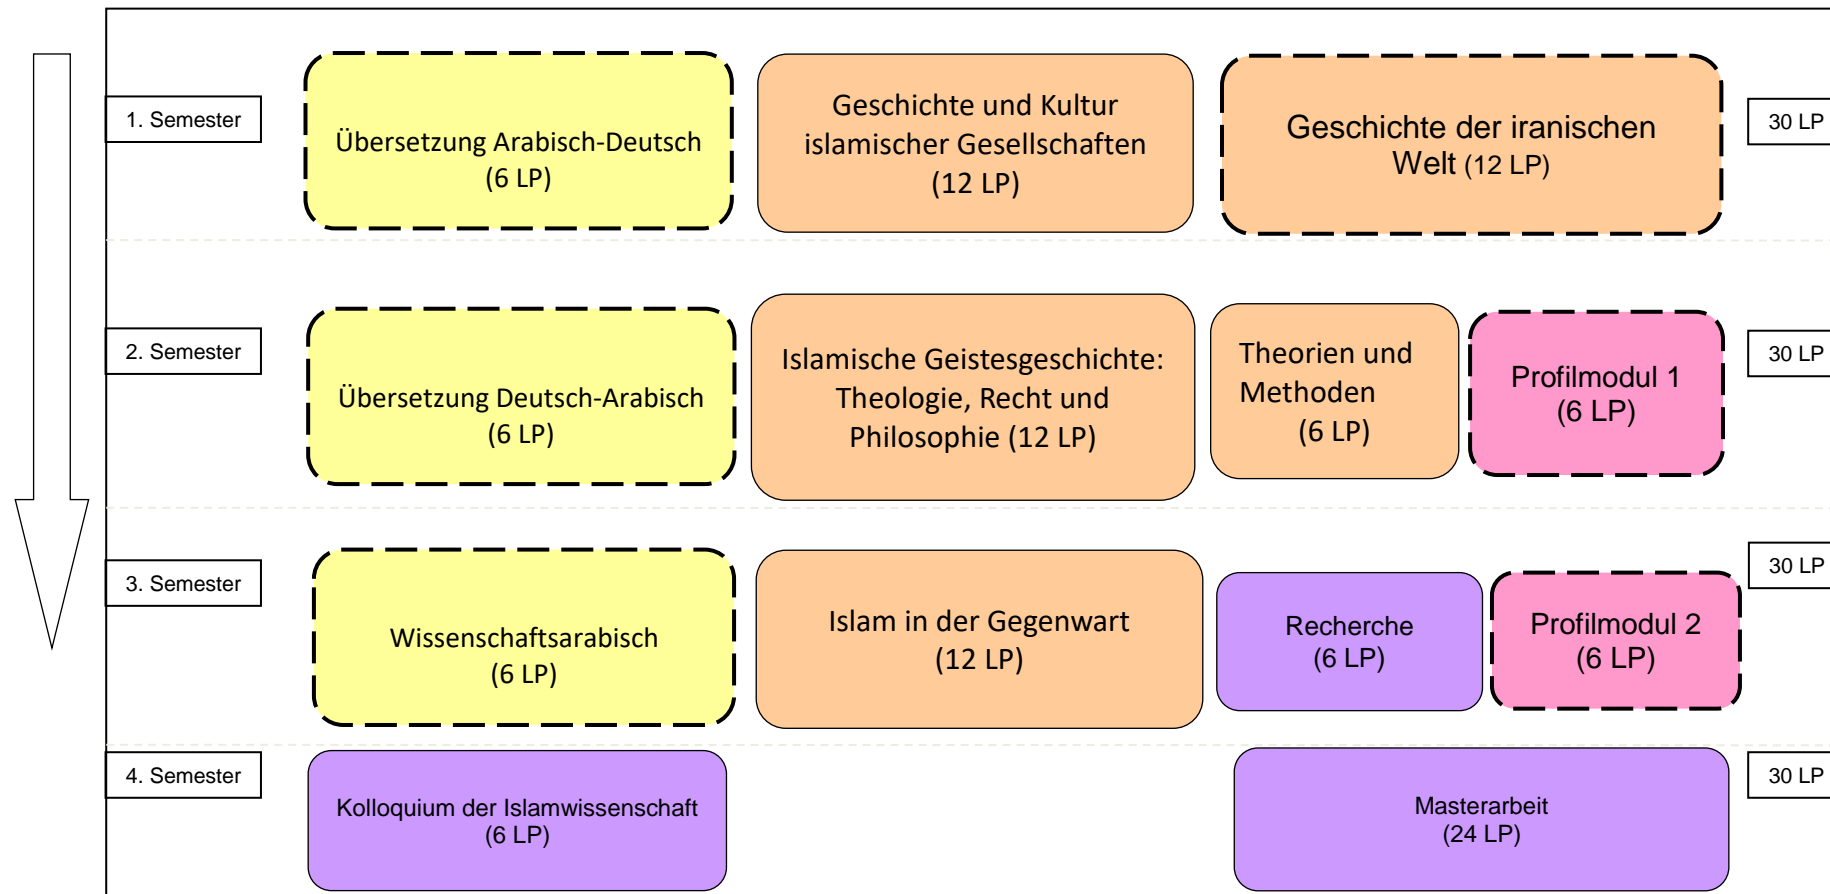 1. Semester
Übersetzung Arabisch-Deutsch
(6 LP)
Geschichte und Kultur
islamischer Gesellschaften
(12 LP)
Geschichte der iranischen
Welt (12 LP)
30 LP
2. Semester
Übersetzung Deutsch-Arabisch
(6 LP)
Islamische Geistesgeschichte:
Theologie, Recht und
Philosophie (12 LP)
Theorien und
Methoden
(6 LP)
Profilmodul 1
(6 LP)
30 LP
3. Semester
Wissenschaftsarabisch
(6 LP)
Islam in der Gegenwart
(12 LP)
Recherche
(6 LP)
Profilmodul 2
(6 LP)
30 LP
4. Semester
Kolloquium der Islamwissenschaft
(6 LP)
Masterarbeit
(24 LP)
30 LP